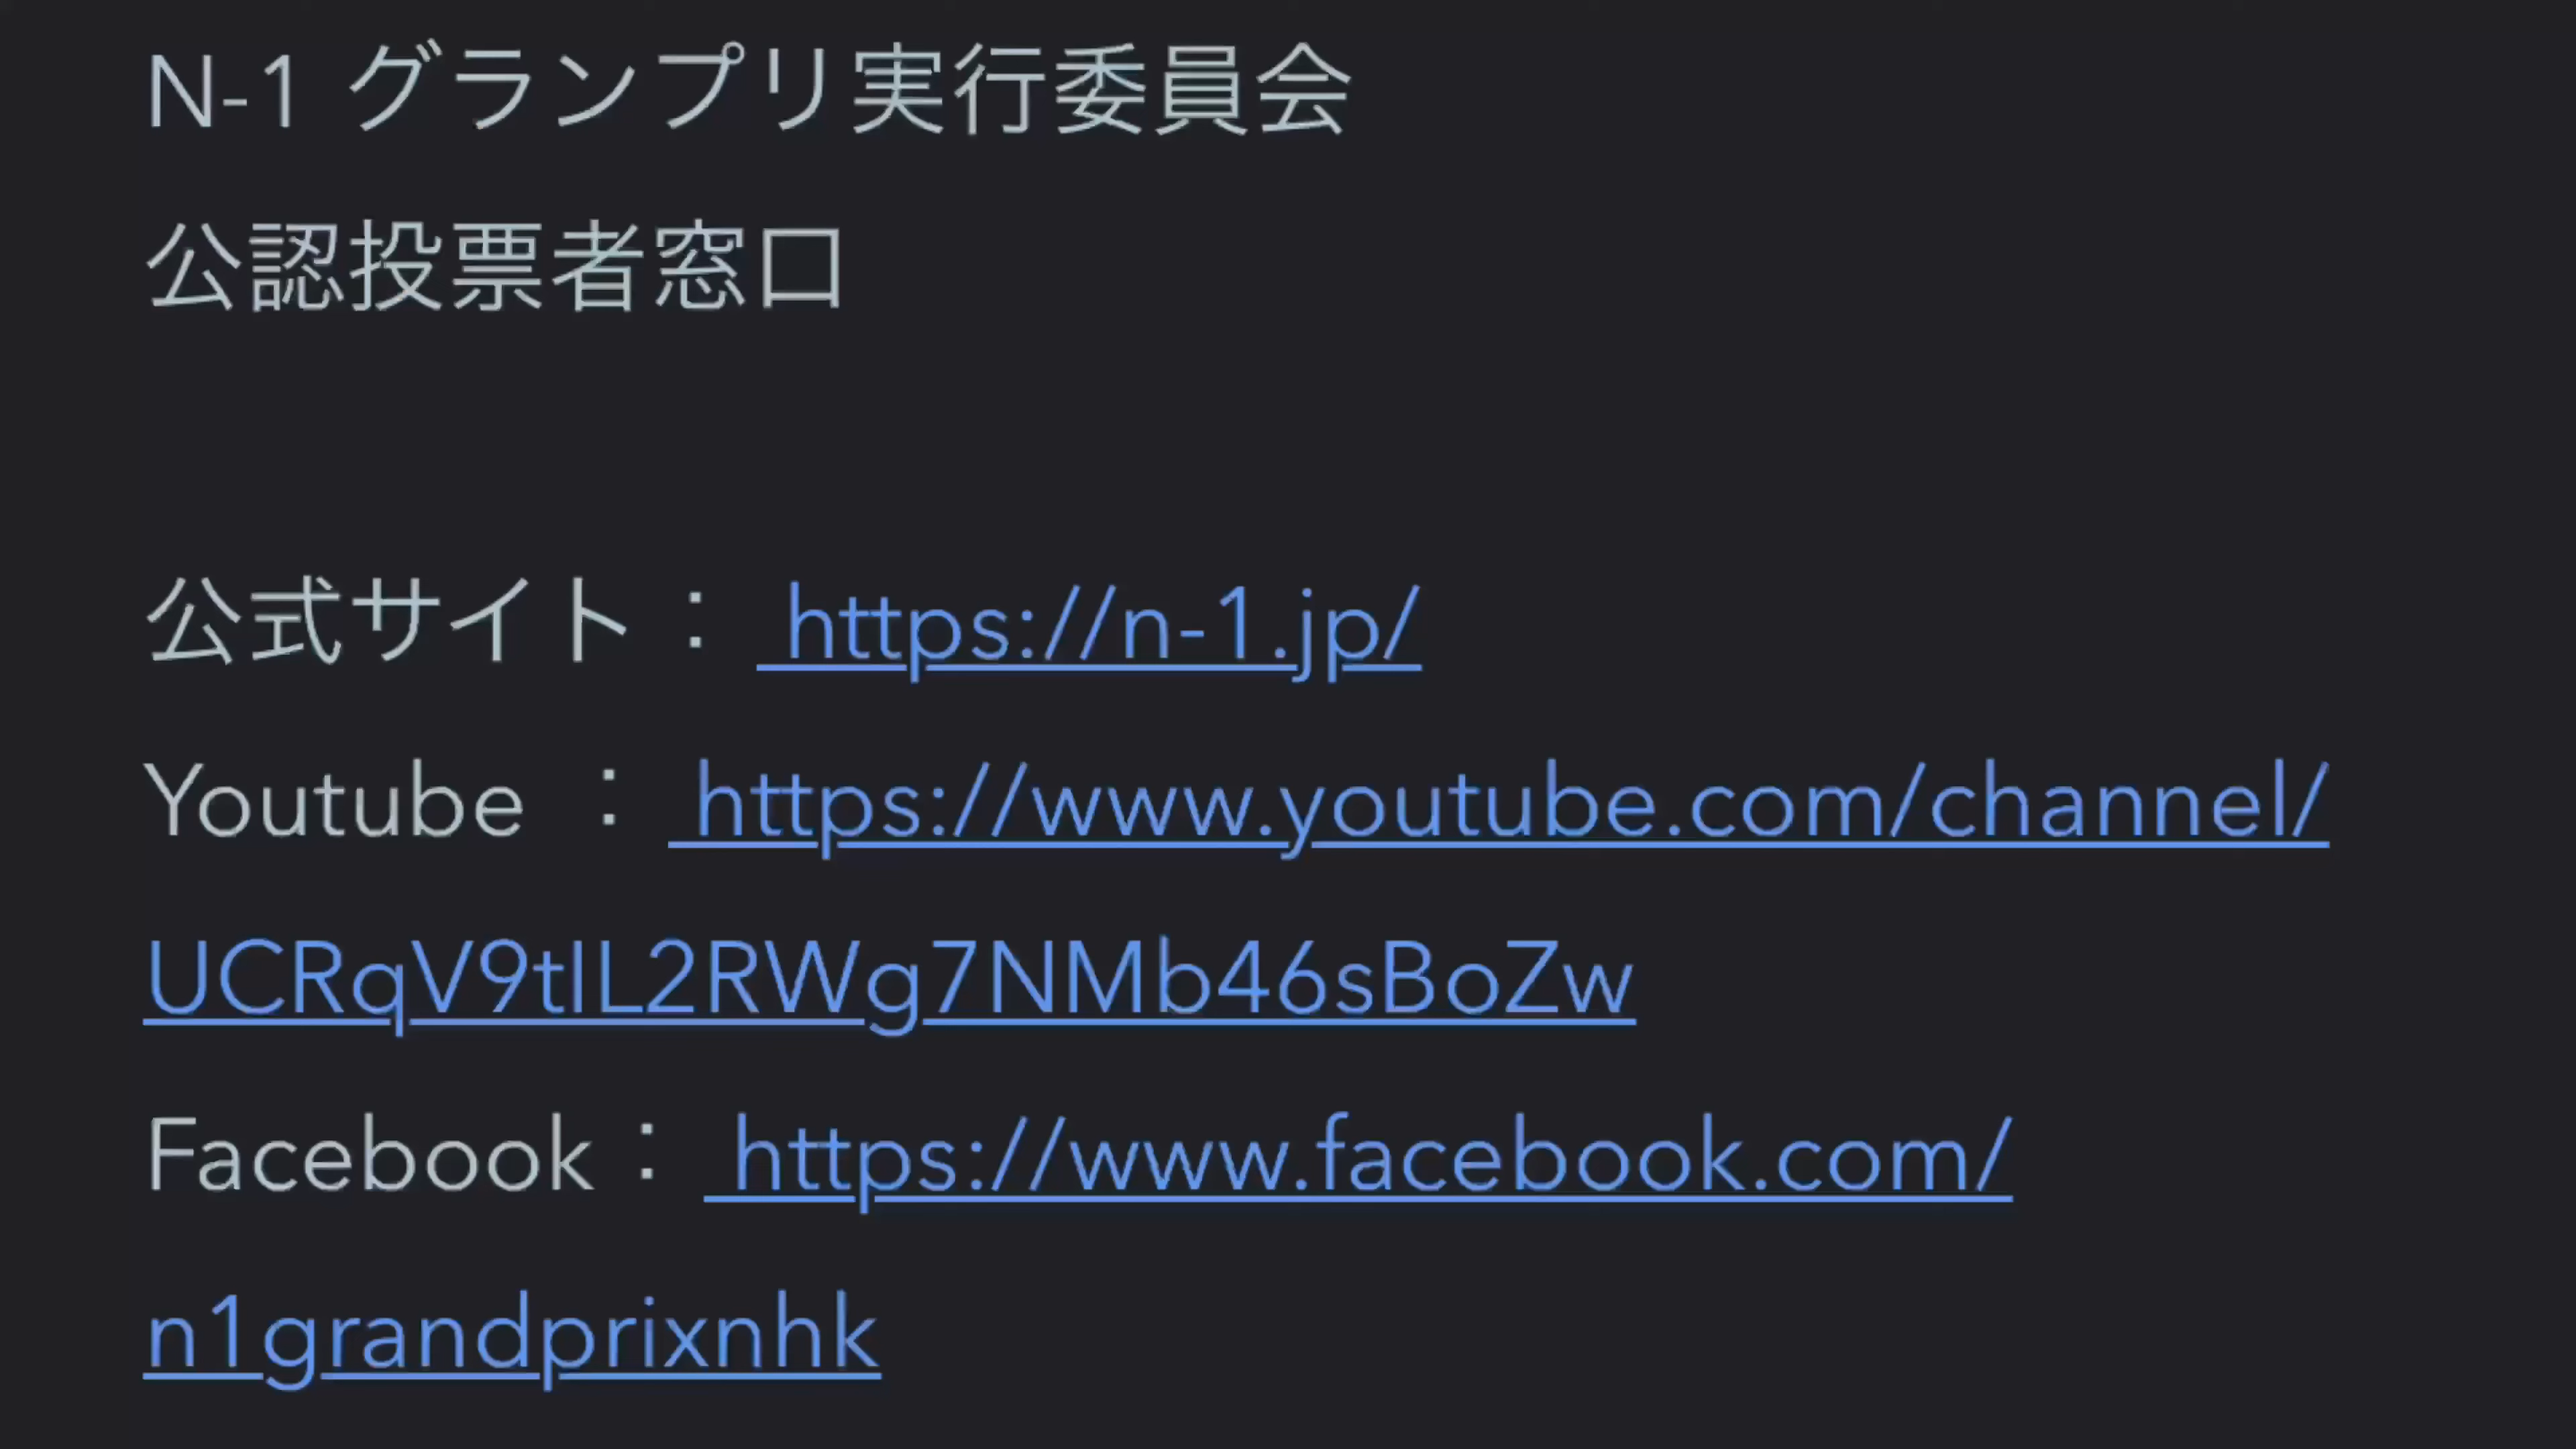 N-1 グランプリ実行委員会
公認投票者窓口
公式サイト： https://n-1.jp/
Youtube ： https://www.youtube.com/channel/
UCRqV9tIL2RWg7NMb46sBoZw
Facebook： https://www.facebook.com/
n1grandprixnhk